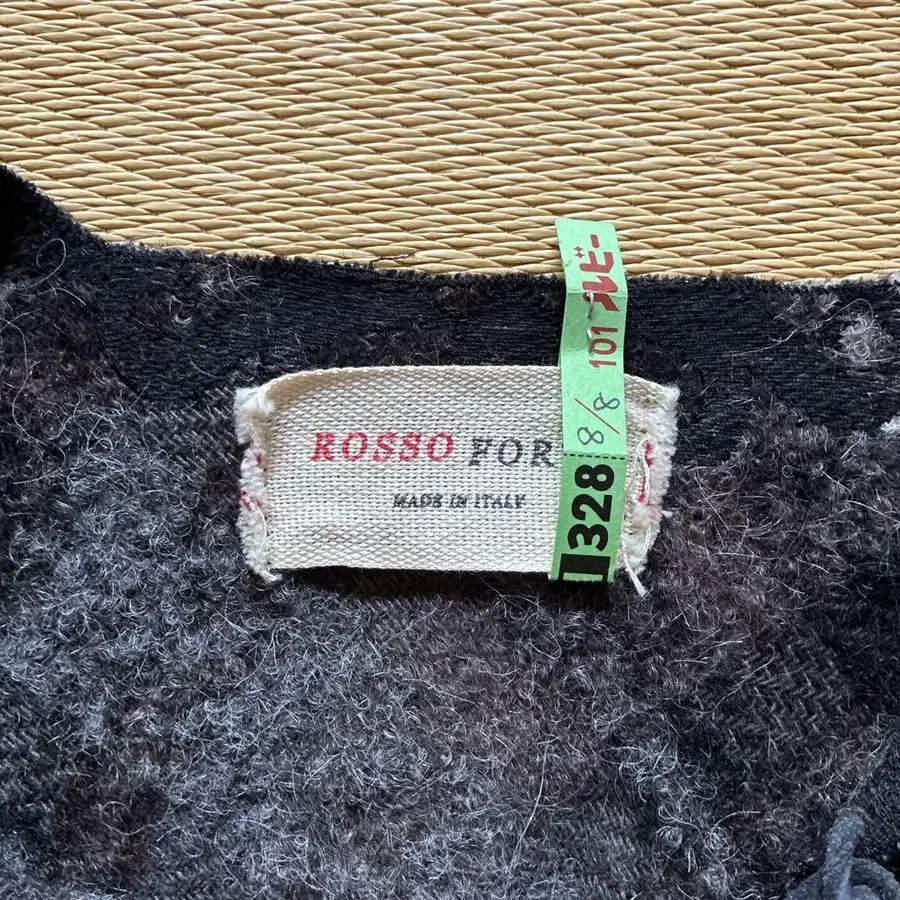 ROSSO FOR
MADE IN ITALY
ルビー
101
8/8
328